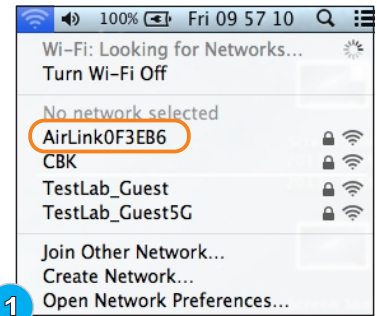 100% Fri 09 57 10
Wi-Fi: Looking for Networks...
Turn Wi-Fi Off
No network selected
AirLink0F3EB6
CBK
TestLab_Guest
TestLab_Guest5G
Join Other Network...
Create Network...
1 Open Network Preferences...